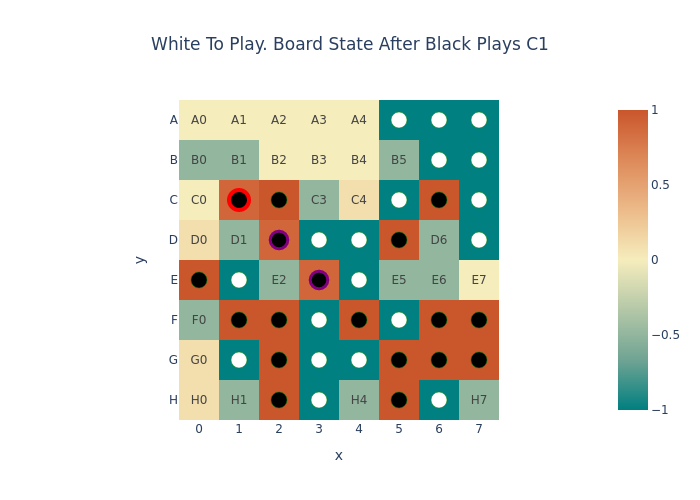 White To Play. Board State After Black Plays C1
A A0 A1 A2 A3 A4
B B0 B1 B2 B3 B4 B5
C C0 C3 C4
D D0 D1 D6
E E2 E5 E6 E7
F F0
G G0
H H0 H1 H4 H7
0 1 2 3 4 5 6 7
x
y
1
0.5
0
−0.5
−1